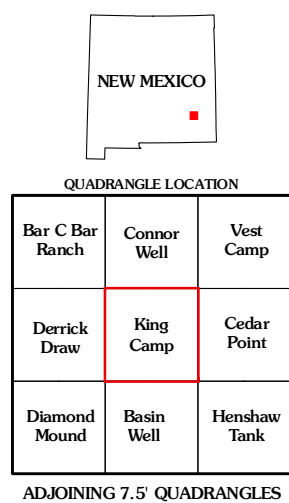 NEW MEXICO
QUADRANGLE LOCATION
Bar C Bar
Ranch
Connor
Well
Vest
Camp
Derrick
Draw
King
Camp
Cedar
Point
Diamond
Mound
Basin
Well
Henshaw
Tank
ADJOINING 7.5' QUADRANGLES